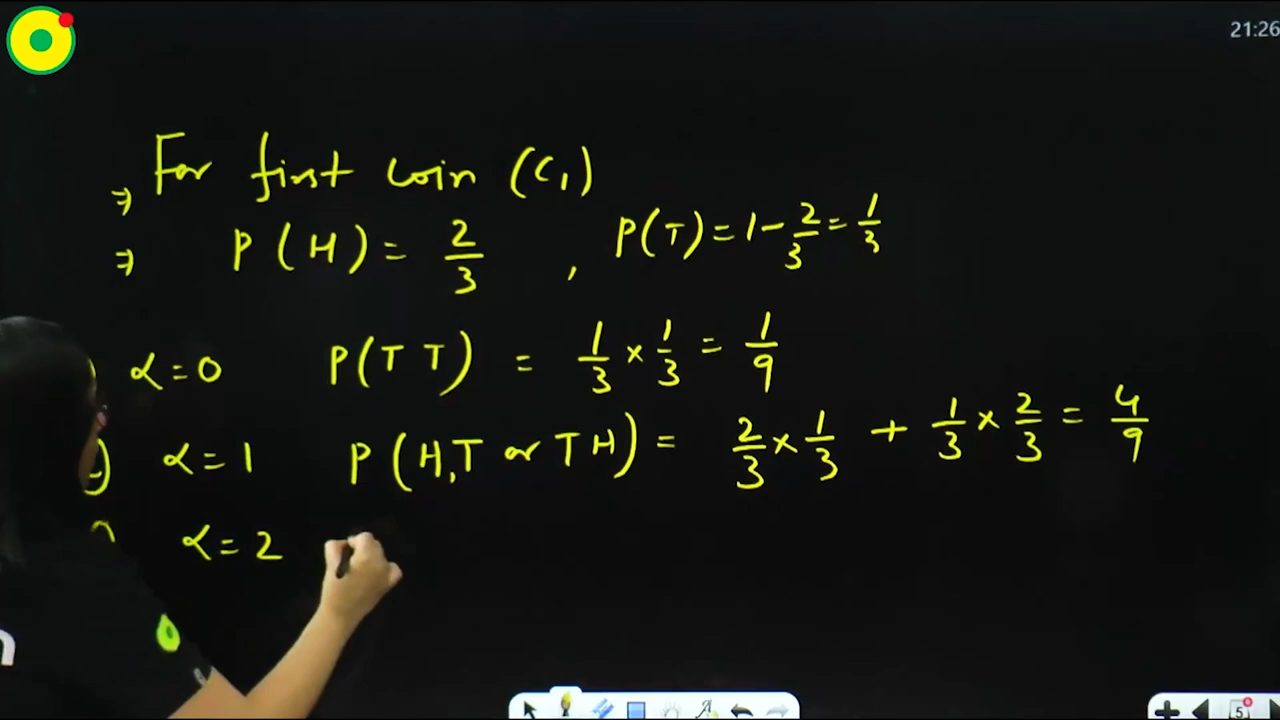 21:26
⇒ For first coin (C₁)
⇒ P(H) = 2/3 , P(T) = 1 - 2/3 = 1/3
) α = 0 P(T T) = 1/3 × 1/3 = 1/9
) α = 1 P(H,T or T H) = 2/3 × 1/3 + 1/3 × 2/3 = 4/9
α = 2
5